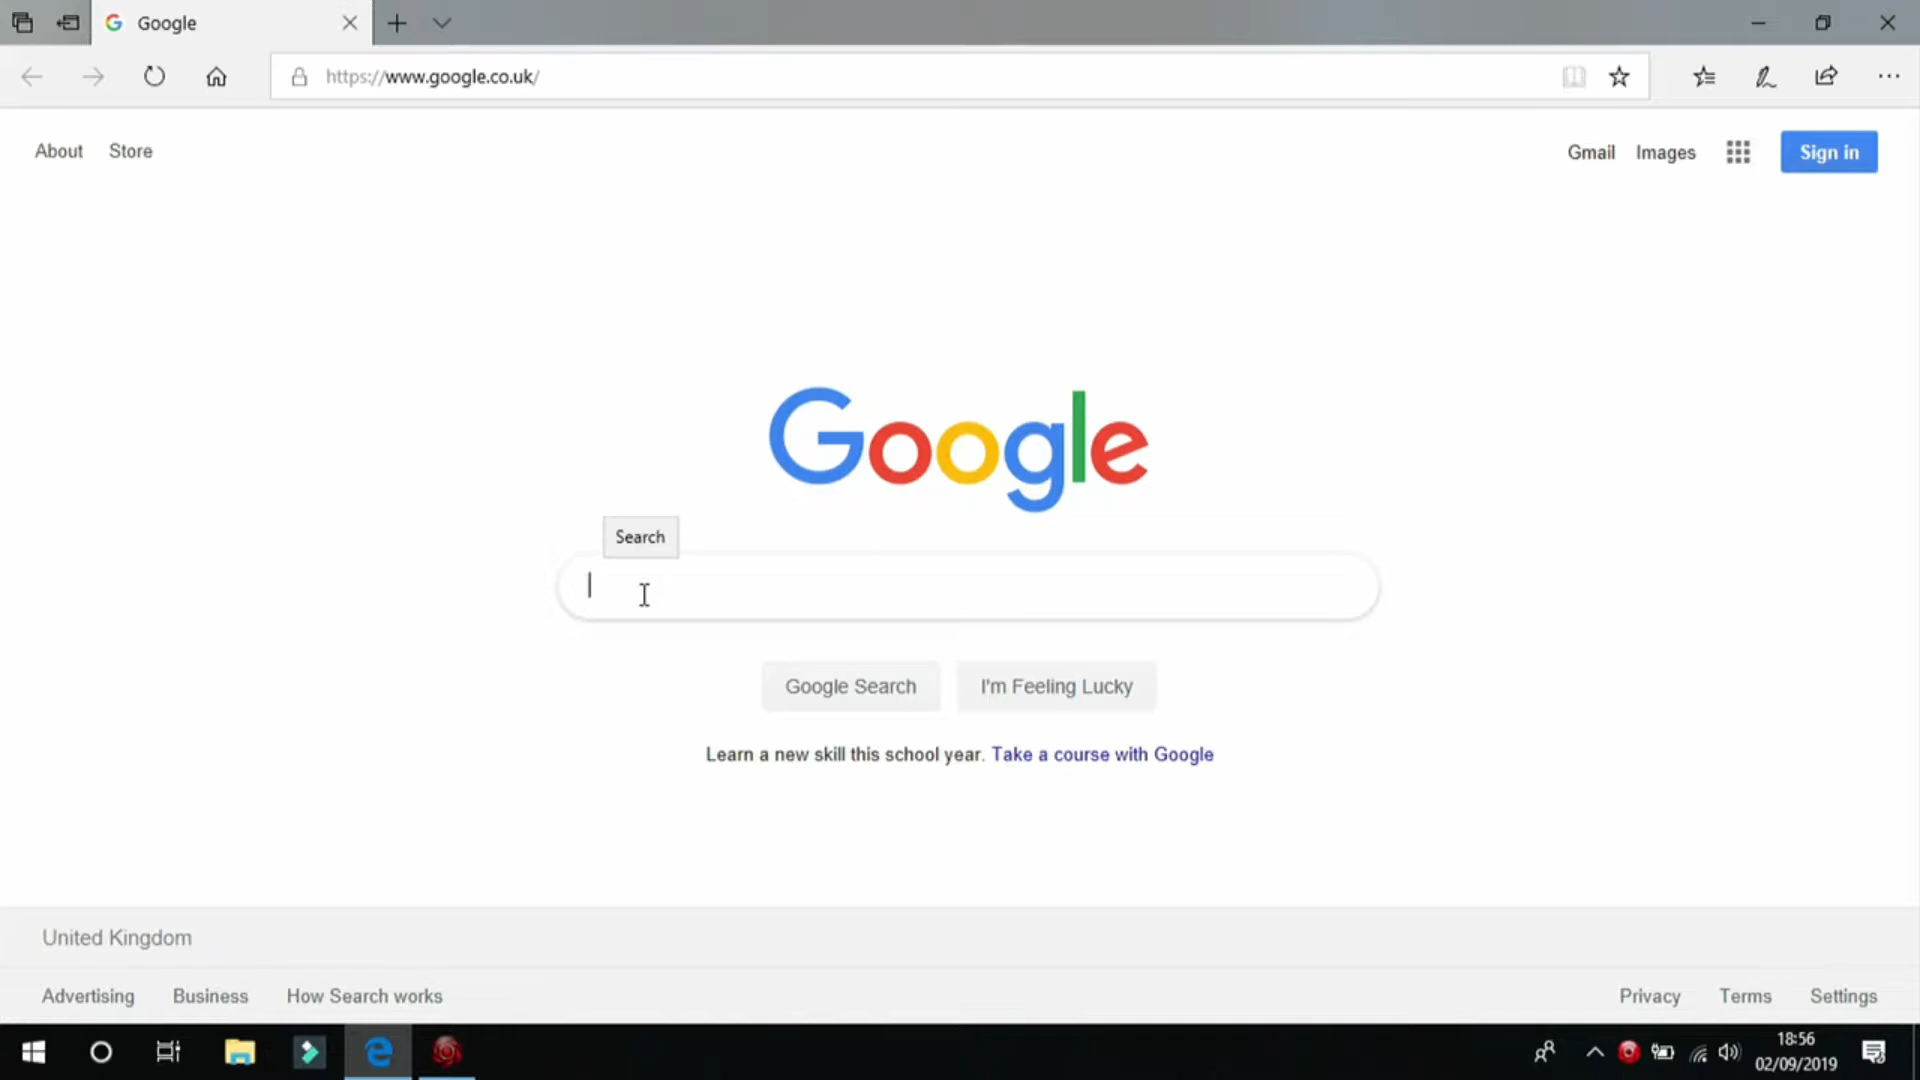 Google
https://www.google.co.uk/
About Store
Gmail Images Sign in
Google
Search
Google Search I'm Feeling Lucky
Learn a new skill this school year. Take a course with Google
United Kingdom
Advertising Business How Search works
Privacy Terms Settings
18:56
02/09/2019